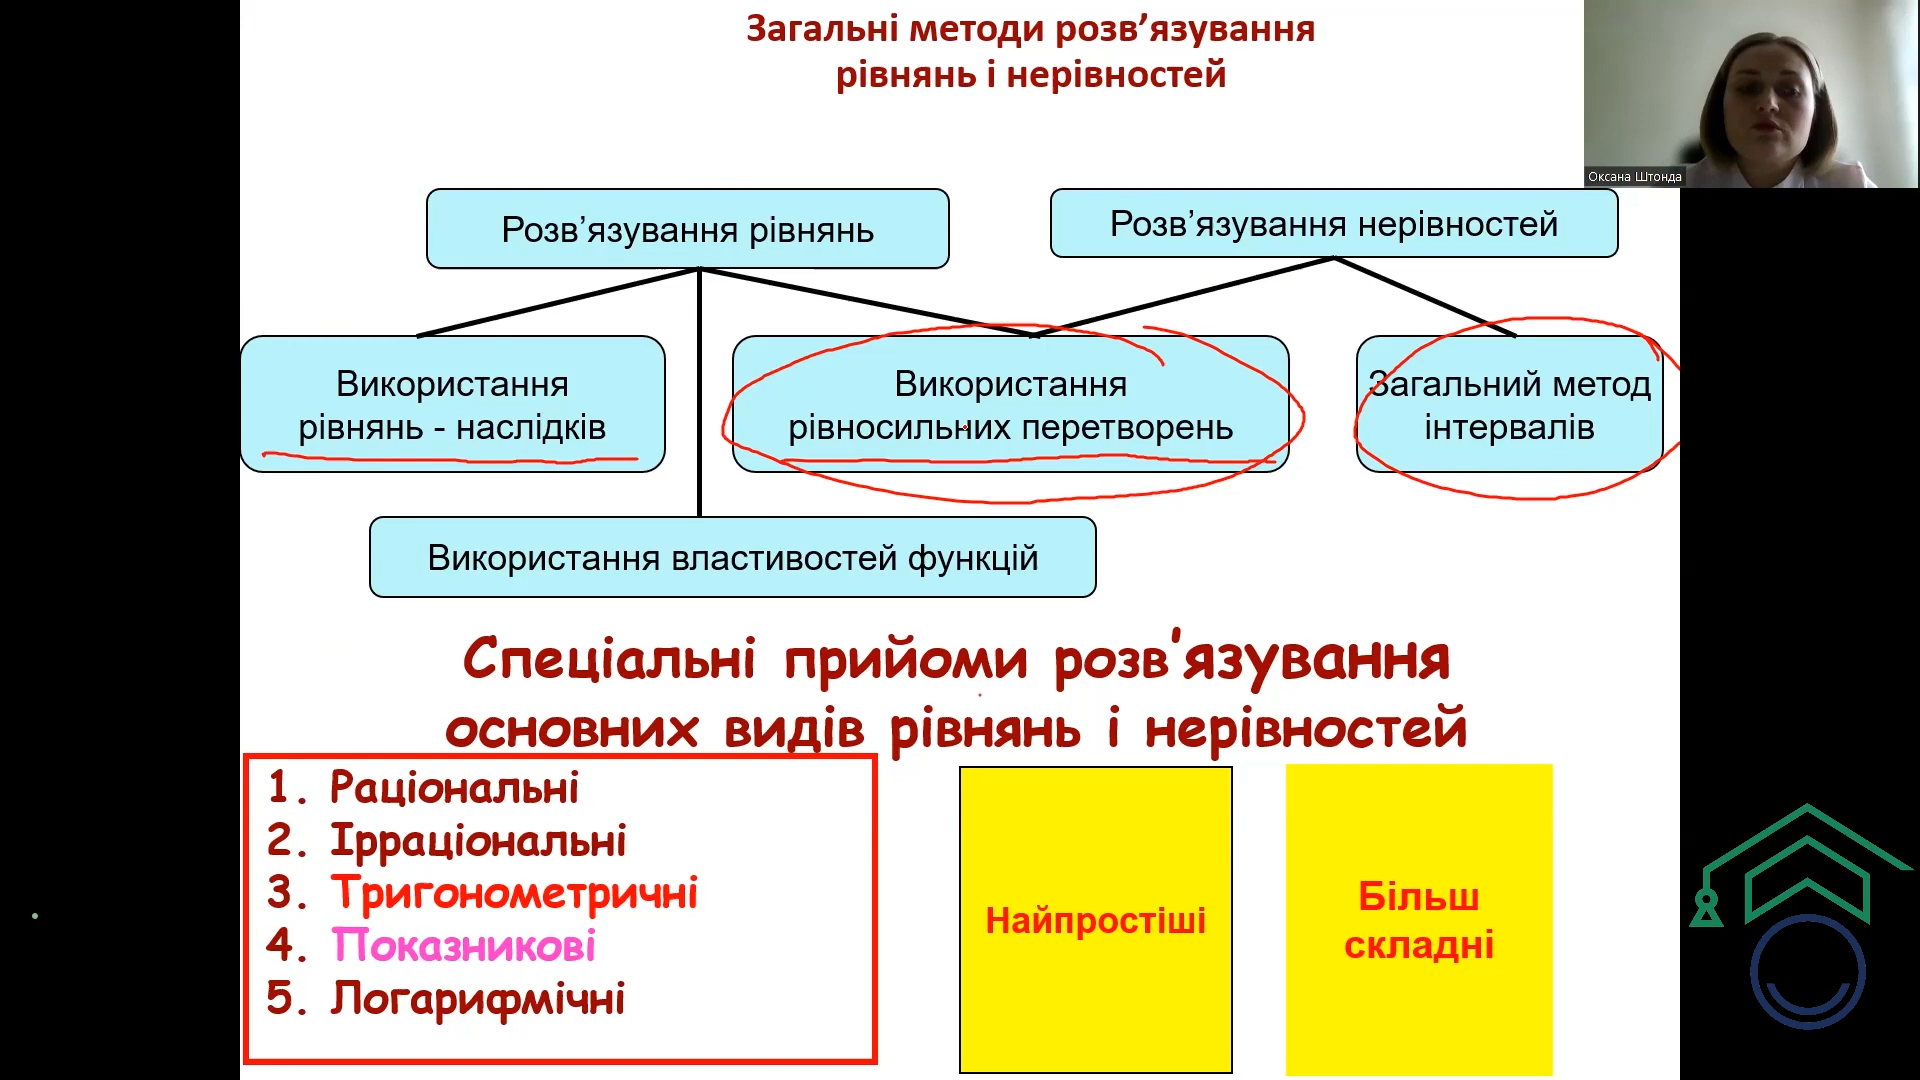 Загальні методи розв’язування
рівнянь і нерівностей
Оксана Штонда
Розв’язування рівнянь
Розв’язування нерівностей
Використання
рівнянь - наслідків
Використання
рівносильних перетворень
Загальний метод
інтервалів
Використання властивостей функцій
Спеціальні прийоми розв’язування
основних видів рівнянь і нерівностей
1. Раціональні
2. Ірраціональні
3. Тригонометричні
4. Показникові
5. Логарифмічні
Найпростіші
Більш
складні